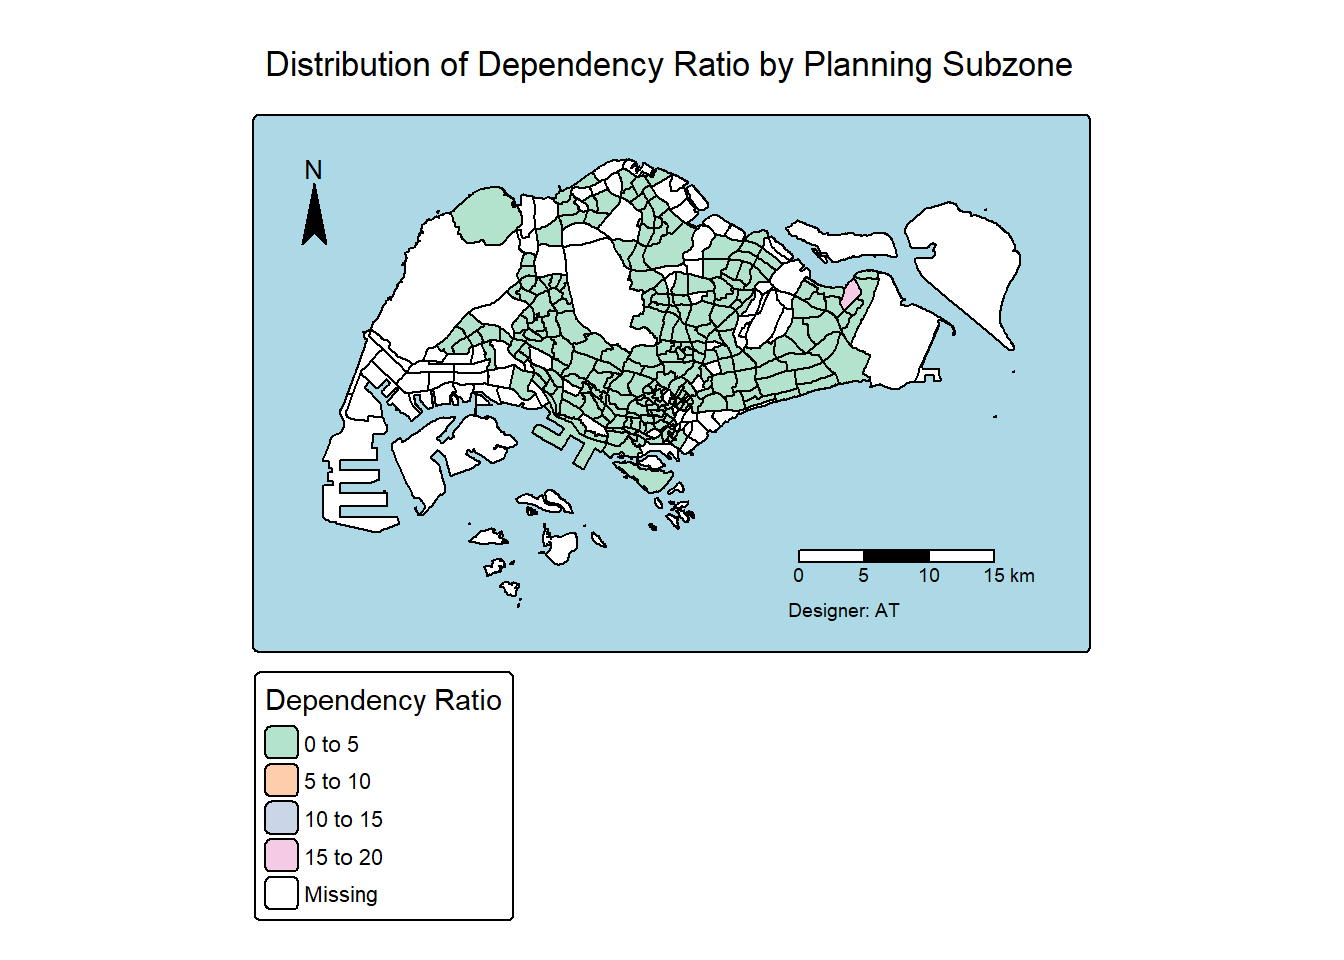 Distribution of Dependency Ratio by Planning Subzone
N
0 5 10 15 km
Designer: AT
Dependency Ratio
0 to 5
5 to 10
10 to 15
15 to 20
Missing